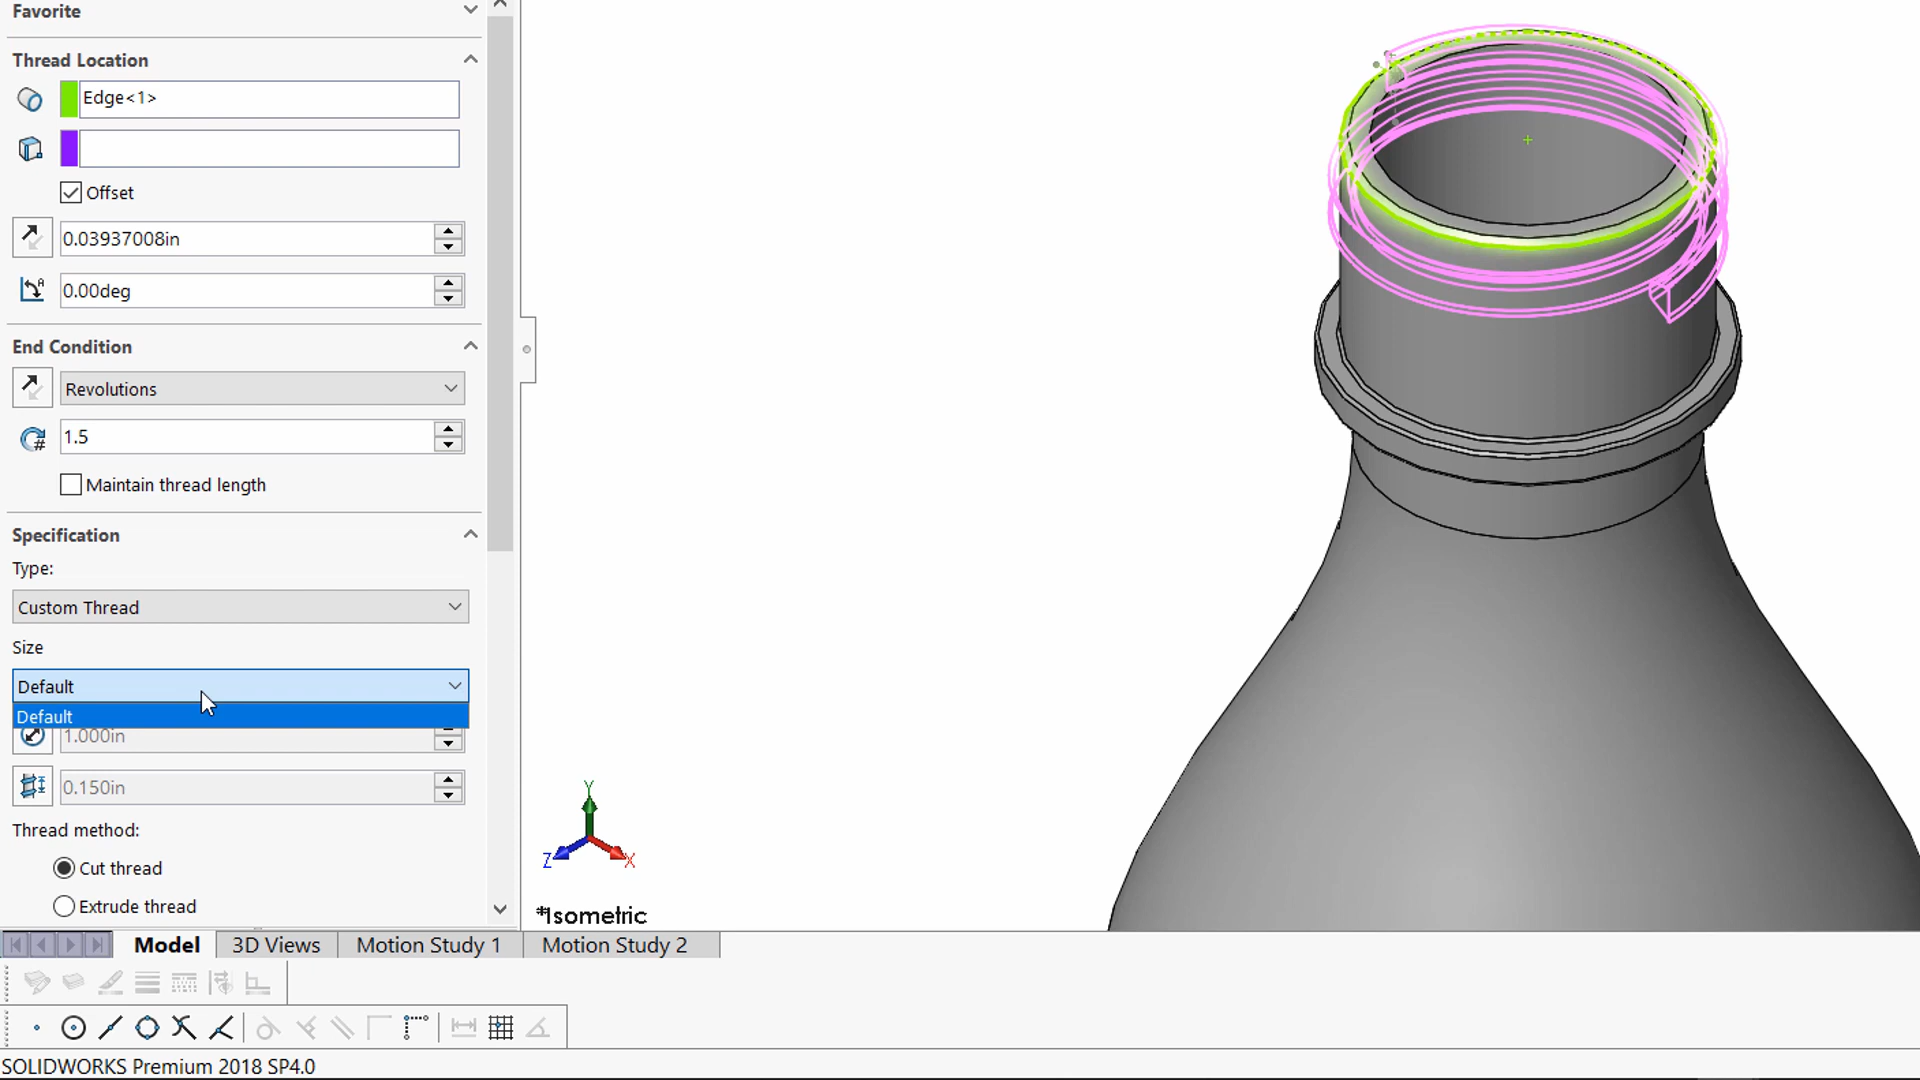 Favorite
Thread Location
Edge<1>
Offset
0.03937008in
0.00deg
End Condition
Revolutions
1.5
Maintain thread length
Specification
Type:
Custom Thread
Size
Default
Default
1.000in
0.150in
Thread method:
Cut thread
Extrude thread
Y
Z
X
*Isometric
Model
3D Views
Motion Study 1
Motion Study 2
SOLIDWORKS Premium 2018 SP4.0